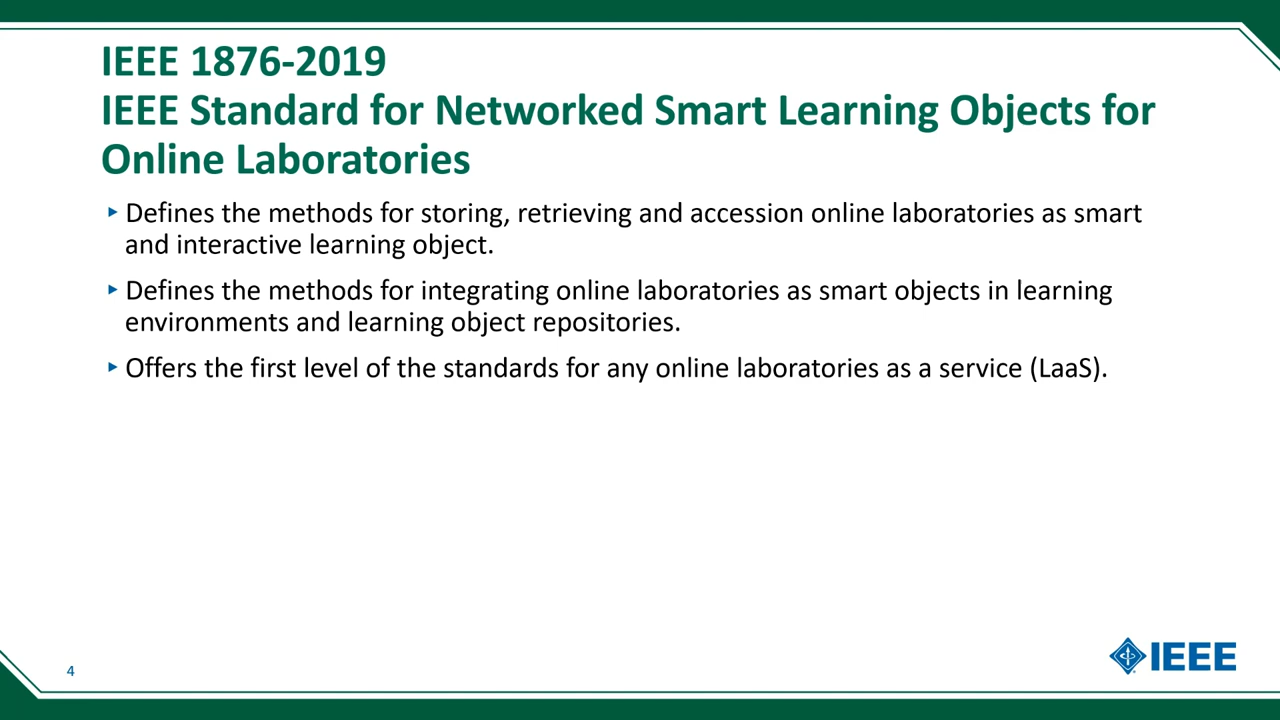 IEEE 1876-2019
IEEE Standard for Networked Smart Learning Objects for
Online Laboratories
▸ Defines the methods for storing, retrieving and accession online laboratories as smart
and interactive learning object.
▸ Defines the methods for integrating online laboratories as smart objects in learning
environments and learning object repositories.
▸ Offers the first level of the standards for any online laboratories as a service (LaaS).
4
IEEE